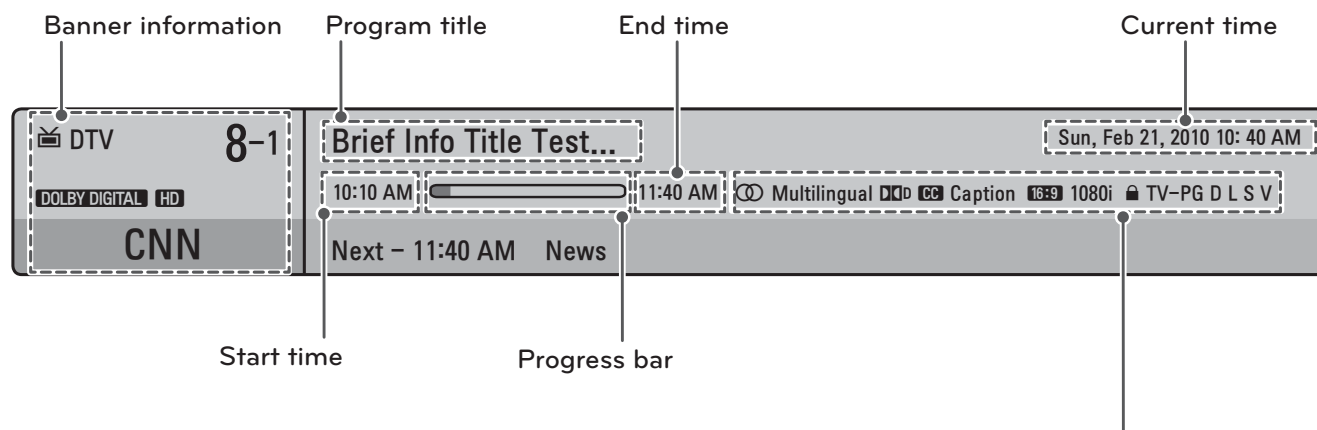 Banner information Program title End time Current time
DTV 8-1 Brief Info Title Test... Sun, Feb 21, 2010 10: 40 AM
DOLBY DIGITAL HD 10:10 AM 11:40 AM Multilingual D CC Caption 16:9 1080i TV-PG D L S V
CNN Next - 11:40 AM News
Start time Progress bar